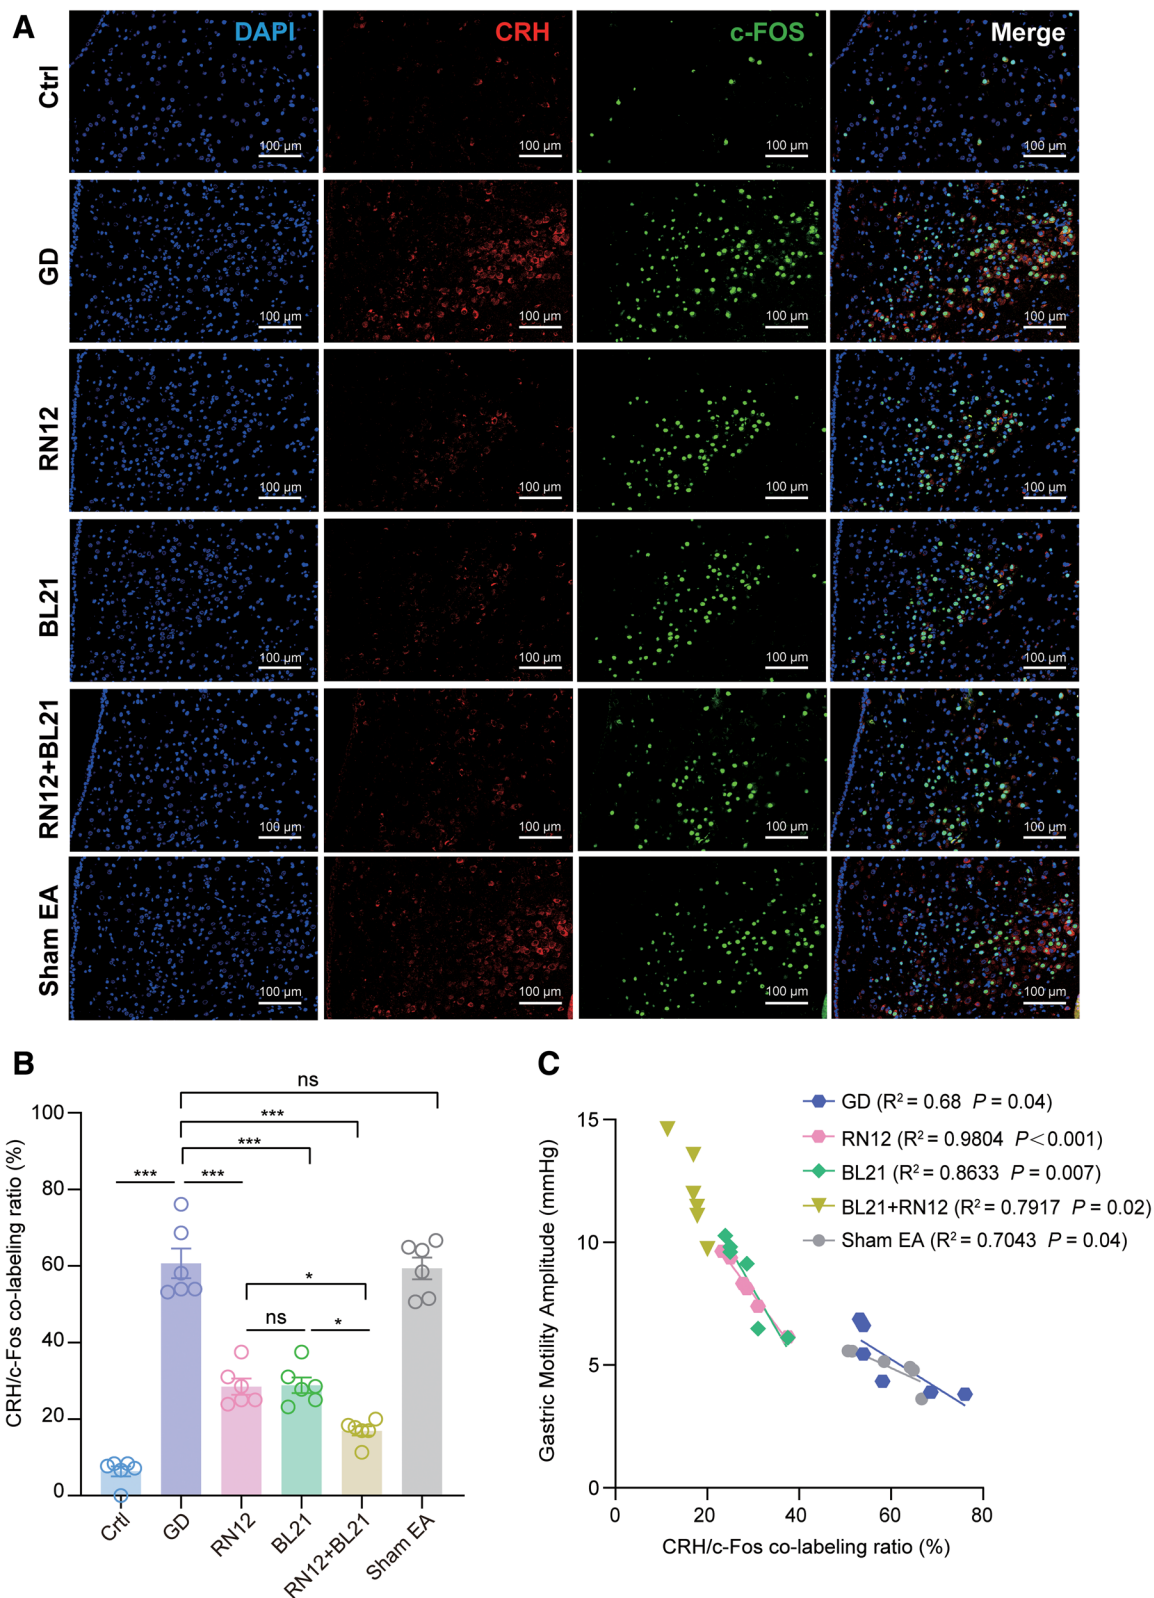 A
DAPI CRH c-FOS Merge
Ctrl
100 µm 100 µm 100 µm 100 µm
GD
100 µm 100 µm 100 µm 100 µm
RN12
100 µm 100 µm 100 µm 100 µm
BL21
100 µm 100 µm 100 µm 100 µm
RN12+BL21
100 µm 100 µm 100 µm 100 µm
Sham EA
100 µm 100 µm 100 µm 100 µm
B
CRH/c-Fos co-labeling ratio (%)
100
80
60
40
20
0
ns
***
***
*** ***
*
ns *
Crtl GD RN12 BL21 RN12+BL21 Sham EA
C
GD (R² = 0.68 P = 0.04)
RN12 (R² = 0.9804 P<0.001)
BL21 (R² = 0.8633 P = 0.007)
BL21+RN12 (R² = 0.7917 P = 0.02)
Sham EA (R² = 0.7043 P = 0.04)
Gastric Motility Amplitude (mmHg)
15
10
5
0
0 20 40 60 80
CRH/c-Fos co-labeling ratio (%)